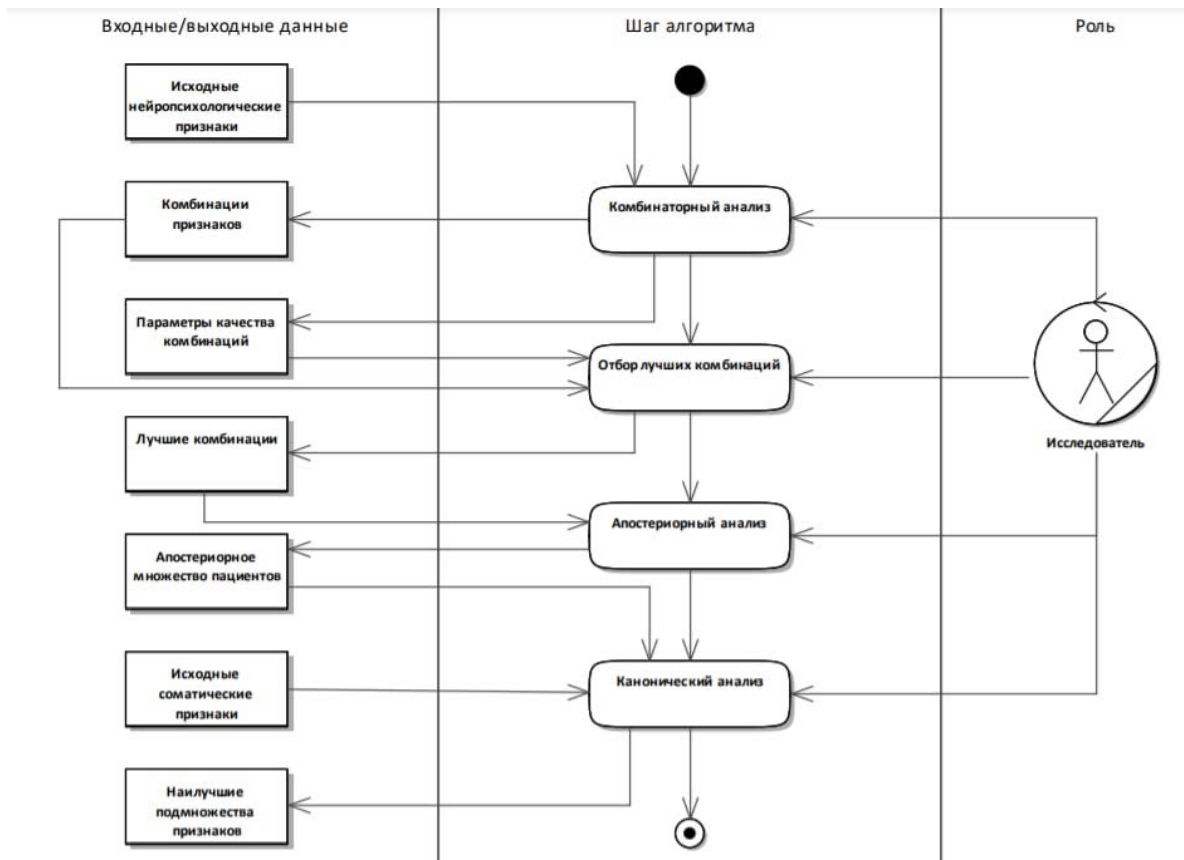 Входные/выходные данные
Шаг алгоритма
Роль
Исходные
нейропсихологические
признаки
Комбинации
признаков
Комбинаторный анализ
Параметры качества
комбинаций
Отбор лучших комбинаций
Исследователь
Лучшие комбинации
Апостериорный анализ
Апостериорное
множество пациентов
Исходные
соматические
признаки
Канонический анализ
Наилучшие
подмножества
признаков